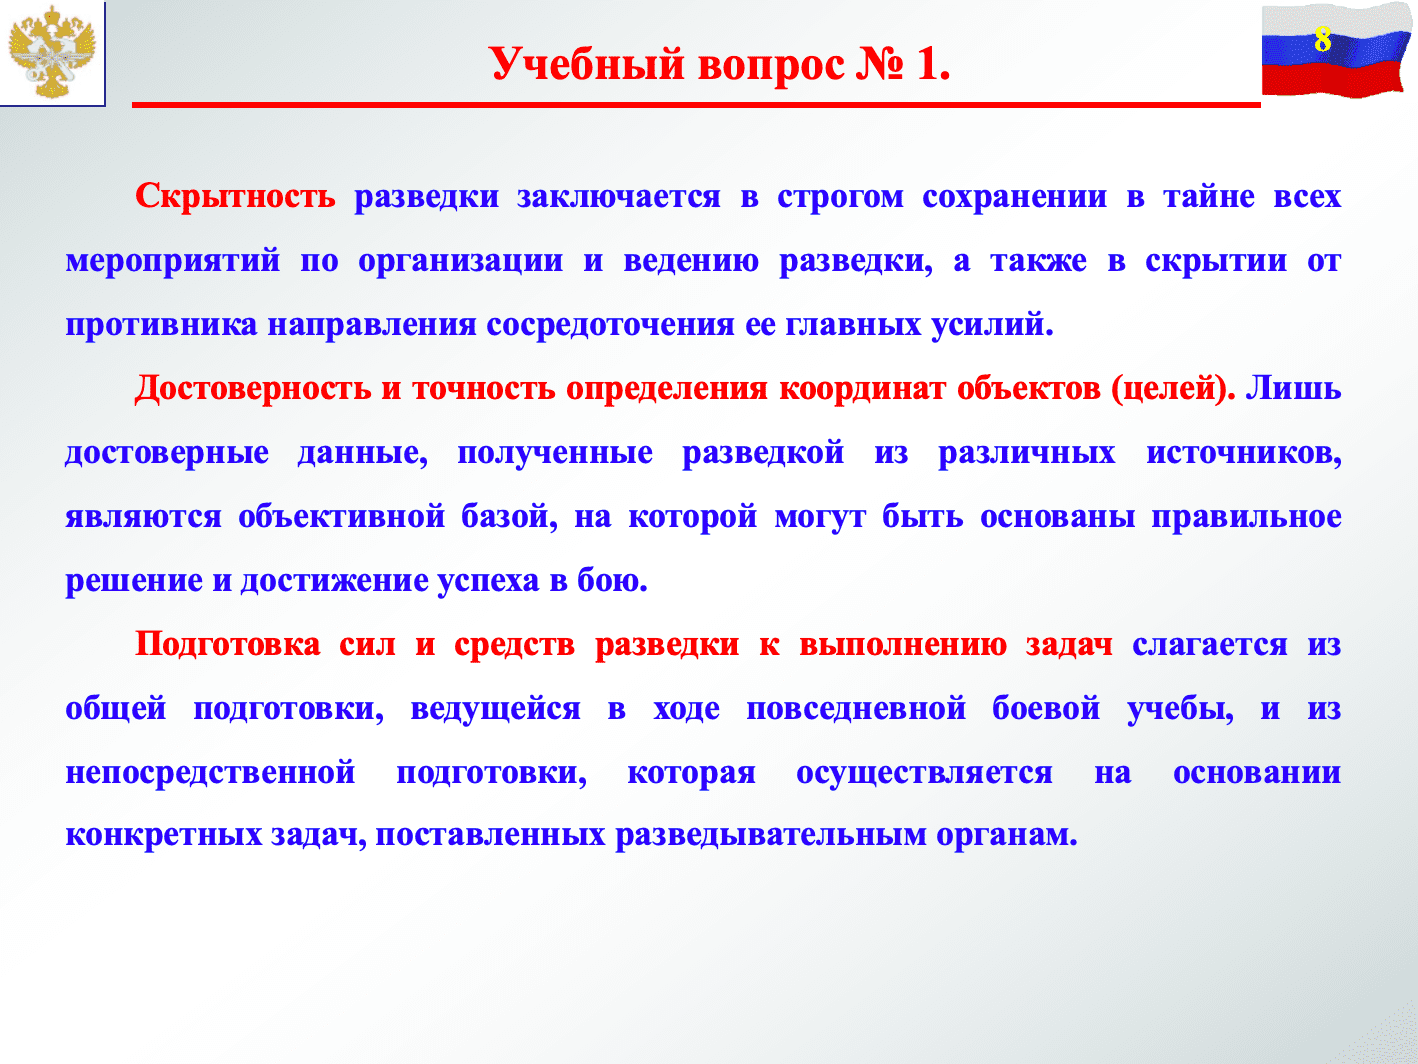 8
Учебный вопрос № 1.
Скрытность разведки заключается в строгом сохранении в тайне всех
мероприятий по организации и ведению разведки, а также в скрытии от
противника направления сосредоточения ее главных усилий.
Достоверность и точность определения координат объектов (целей). Лишь
достоверные данные, полученные разведкой из различных источников,
являются объективной базой, на которой могут быть основаны правильное
решение и достижение успеха в бою.
Подготовка сил и средств разведки к выполнению задач слагается из
общей подготовки, ведущейся в ходе повседневной боевой учебы, и из
непосредственной подготовки, которая осуществляется на основании
конкретных задач, поставленных разведывательным органам.